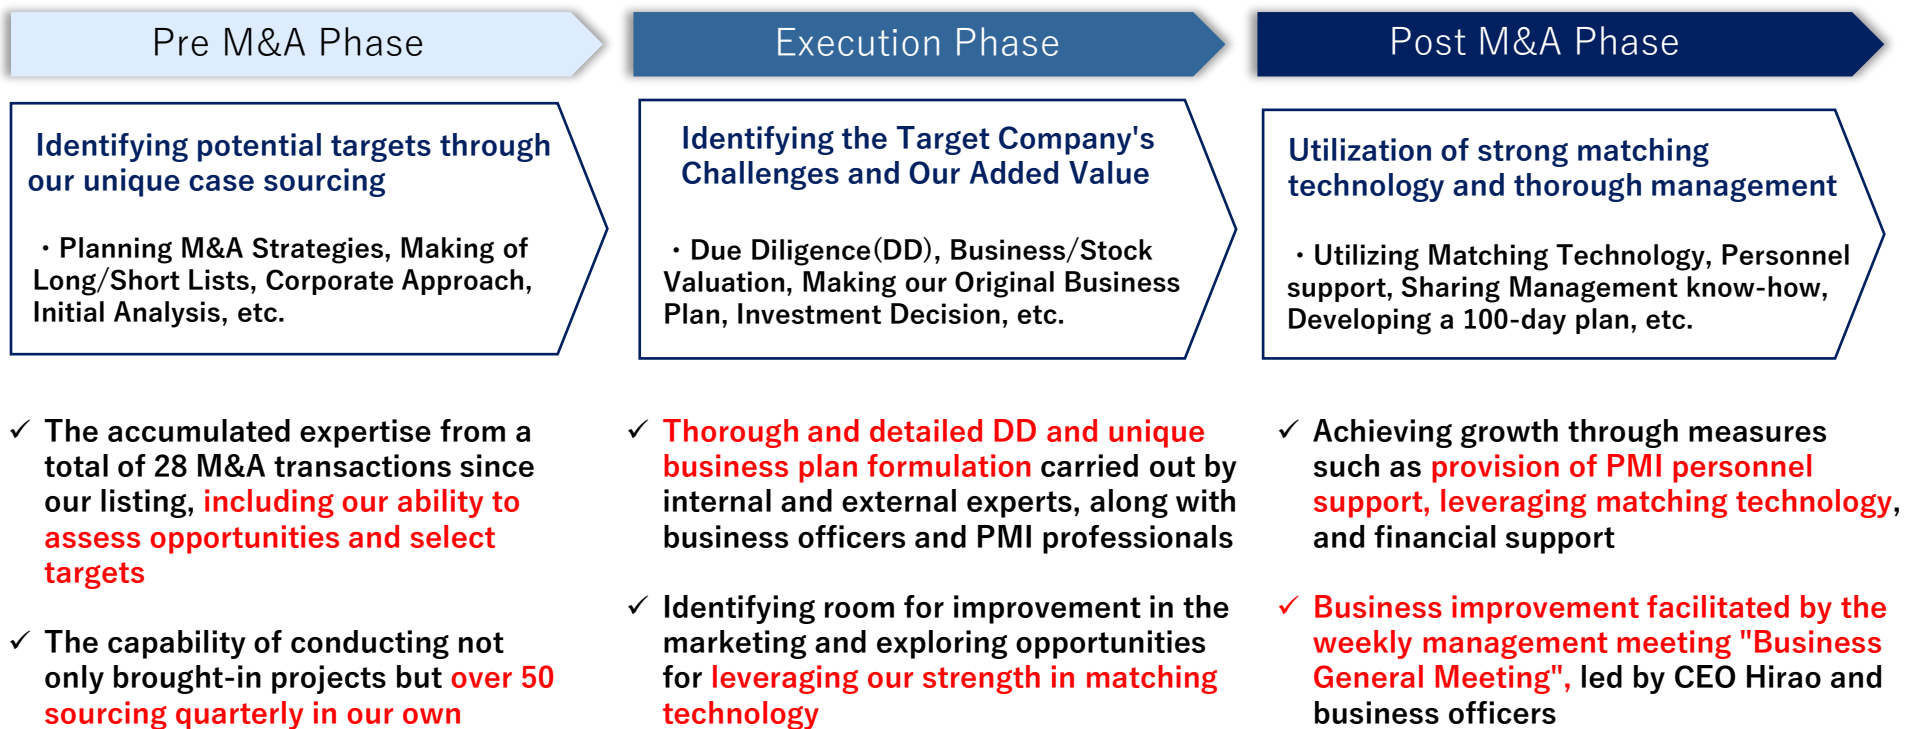 Pre M&A Phase
Execution Phase
Post M&A Phase
Identifying potential targets through
our unique case sourcing
・Planning M&A Strategies, Making of
Long/Short Lists, Corporate Approach,
Initial Analysis, etc.
Identifying the Target Company's
Challenges and Our Added Value
・Due Diligence(DD), Business/Stock
Valuation, Making our Original Business
Plan, Investment Decision, etc.
Utilization of strong matching
technology and thorough management
・Utilizing Matching Technology, Personnel
support, Sharing Management know-how,
Developing a 100-day plan, etc.
✓ The accumulated expertise from a
total of 28 M&A transactions since
our listing, including our ability to
assess opportunities and select
targets
✓ The capability of conducting not
only brought-in projects but over 50
sourcing quarterly in our own
✓ Thorough and detailed DD and unique
business plan formulation carried out by
internal and external experts, along with
business officers and PMI professionals
✓ Identifying room for improvement in the
marketing and exploring opportunities
for leveraging our strength in matching
technology
✓ Achieving growth through measures
such as provision of PMI personnel
support, leveraging matching technology,
and financial support
✓ Business improvement facilitated by the
weekly management meeting "Business
General Meeting", led by CEO Hirao and
business officers